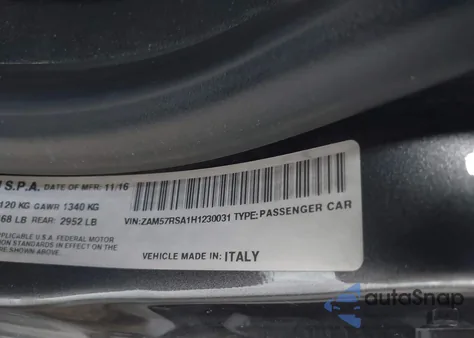 S.P.A. DATE OF MFR: 11/16
120 KG GAWR 1340 KG
68 LB REAR: 2952 LB
VIN:ZAM57RSA1H1230031 TYPE:PASSENGER CAR
PLICABLE U.S.A. FEDERAL MOTOR
ION STANDARDS IN EFFECT ON THE
SHOWN ABOVE.
VEHICLE MADE IN: ITALY
autoSnap